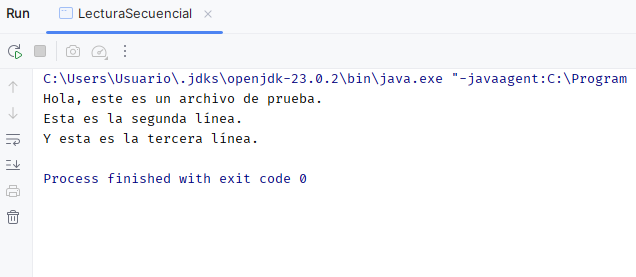 Run LecturaSecuencial
C:\Users\Usuario\.jdks\openjdk-23.0.2\bin\java.exe "-javaagent:C:\Program
Hola, este es un archivo de prueba.
Esta es la segunda línea.
Y esta es la tercera línea.
Process finished with exit code 0